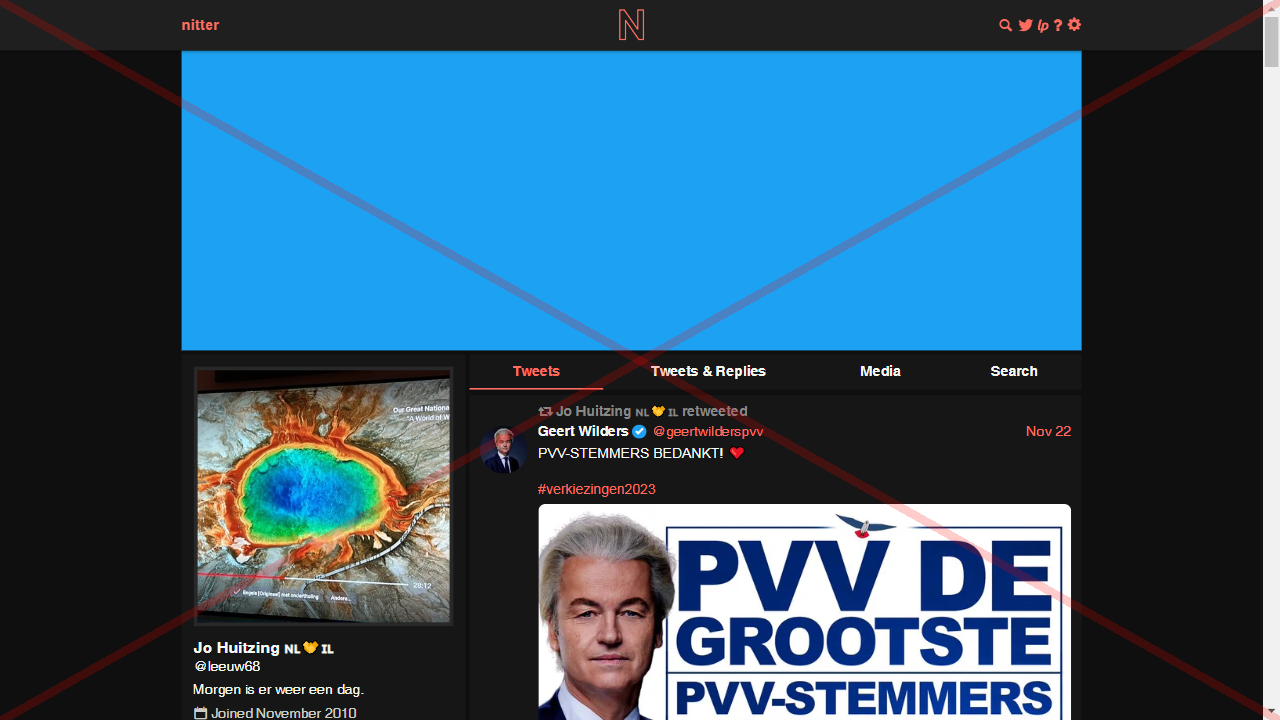 nitter
N
Tweets
Tweets & Replies
Media
Search
Our Great National
"A World of W
28:12
Engels [Origineel] met ondertiteling
Andere...
Jo Huitzing NL 🤝 IL
@leeuw68
Morgen is er weer een dag.
Joined November 2010
Jo Huitzing NL 🤝 IL retweeted
Geert Wilders @geertwilderspvv
Nov 22
PVV-STEMMERS BEDANKT! ❤️
#verkiezingen2023
PVV DE
GROOTSTE
PVV-STEMMERS